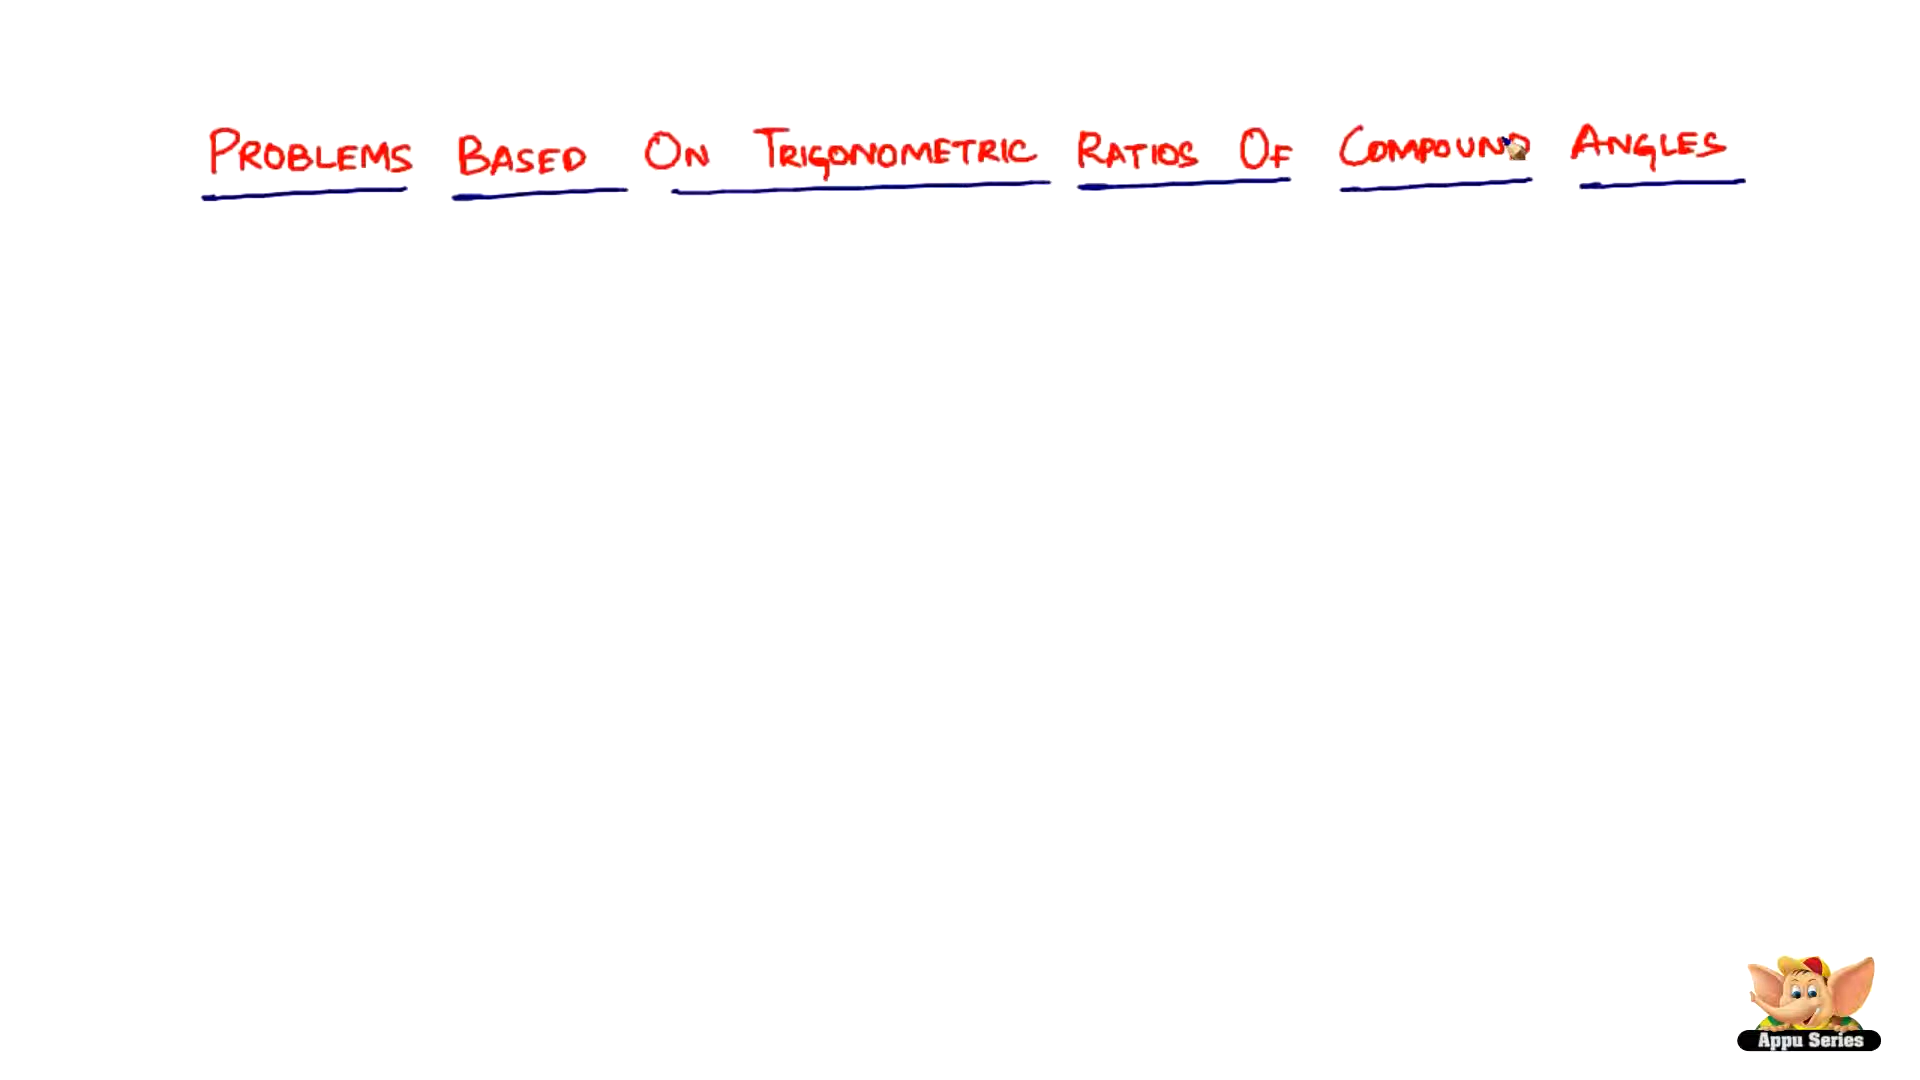 PROBLEMS BASED ON TRIGONOMETRIC RATIOS OF COMPOUND ANGLES
Appu Series